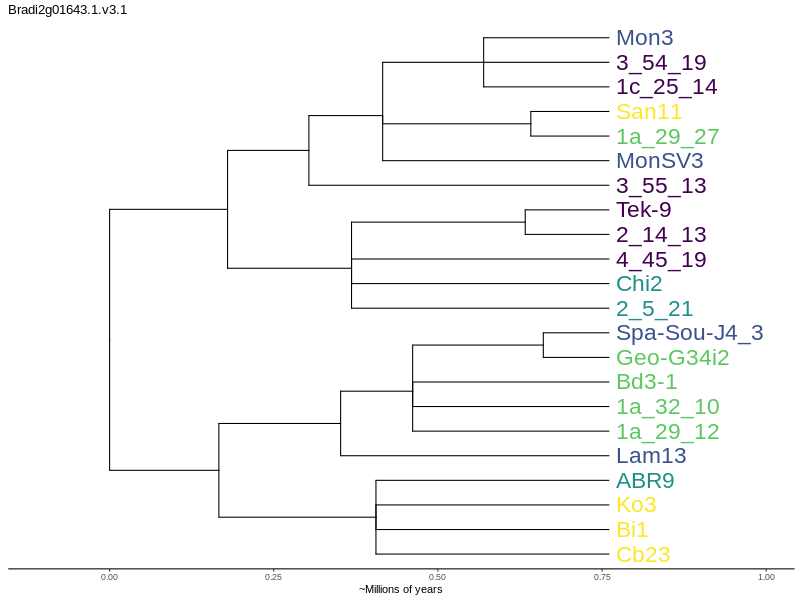 Bradi2g01643.1.v3.1
Mon3
3_54_19
1c_25_14
San11
1a_29_27
MonSV3
3_55_13
Tek-9
2_14_13
4_45_19
Chi2
2_5_21
Spa-Sou-J4_3
Geo-G34i2
Bd3-1
1a_32_10
1a_29_12
Lam13
ABR9
Ko3
Bi1
Cb23
0.00 0.25 0.50 0.75 1.00
~Millions of years